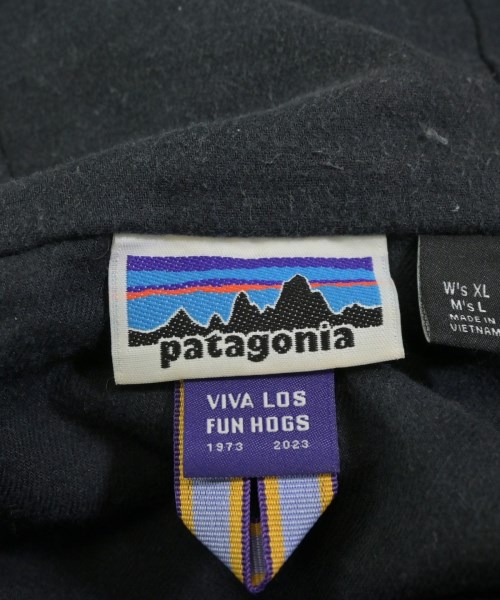 patagonia
VIVA LOS
FUN HOGS
1973 2023
W's XL
M's L
MADE IN
VIETNAM